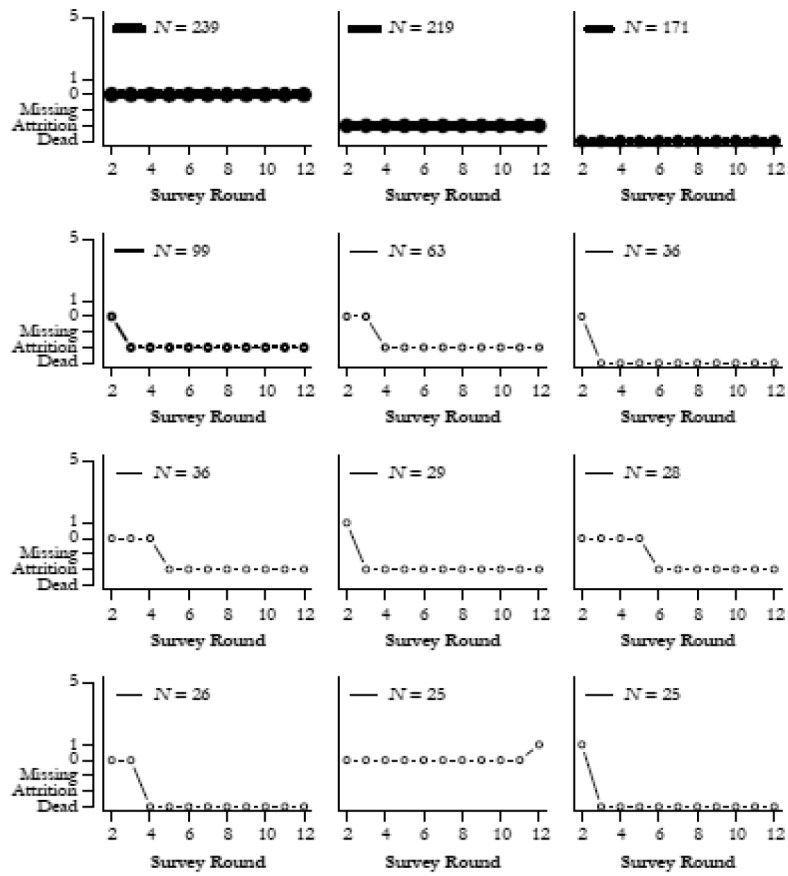 5
N = 239 N = 219 N = 171
1
0
Missing
Attrition
Dead
2 4 6 8 10 12 2 4 6 8 10 12 2 4 6 8 10 12
Survey Round Survey Round Survey Round
5
N = 99 N = 63 N = 36
1
0
Missing
Attrition
Dead
2 4 6 8 10 12 2 4 6 8 10 12 2 4 6 8 10 12
Survey Round Survey Round Survey Round
5
N = 36 N = 29 N = 28
1
0
Missing
Attrition
Dead
2 4 6 8 10 12 2 4 6 8 10 12 2 4 6 8 10 12
Survey Round Survey Round Survey Round
5
N = 26 N = 25 N = 25
1
0
Missing
Attrition
Dead
2 4 6 8 10 12 2 4 6 8 10 12 2 4 6 8 10 12
Survey Round Survey Round Survey Round